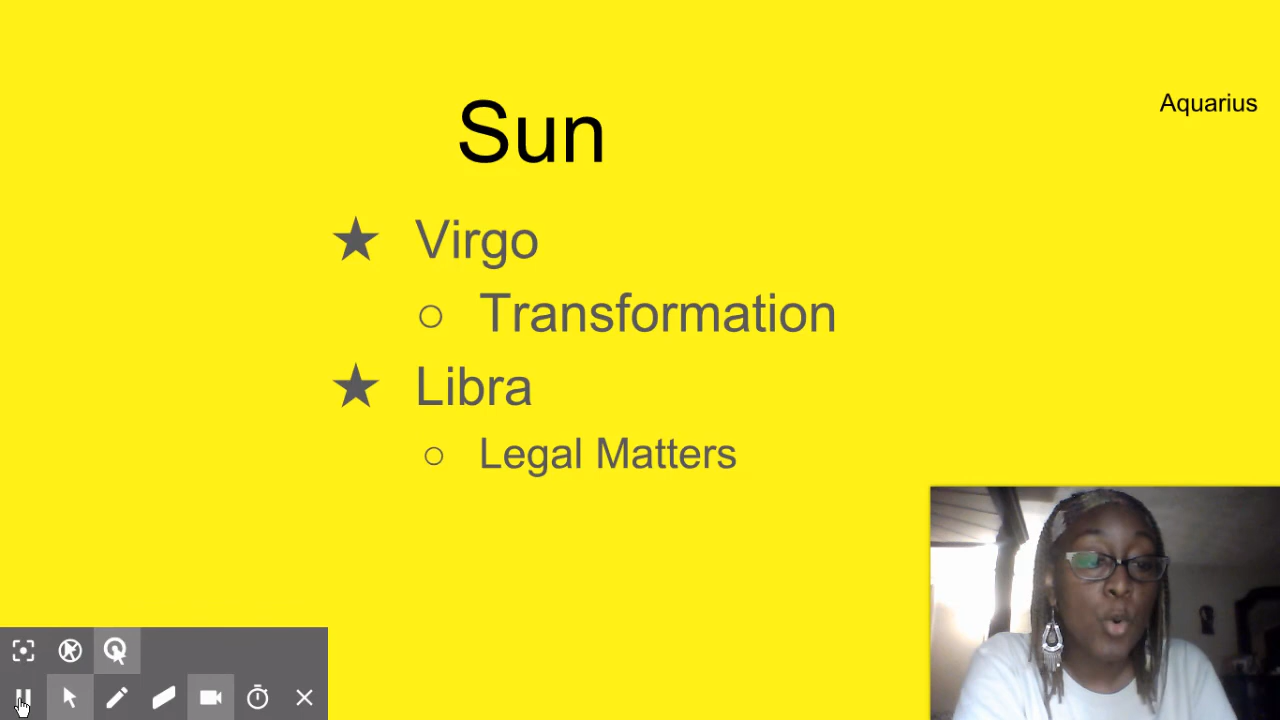 Sun
Aquarius
Virgo
Transformation
Libra
Legal Matters